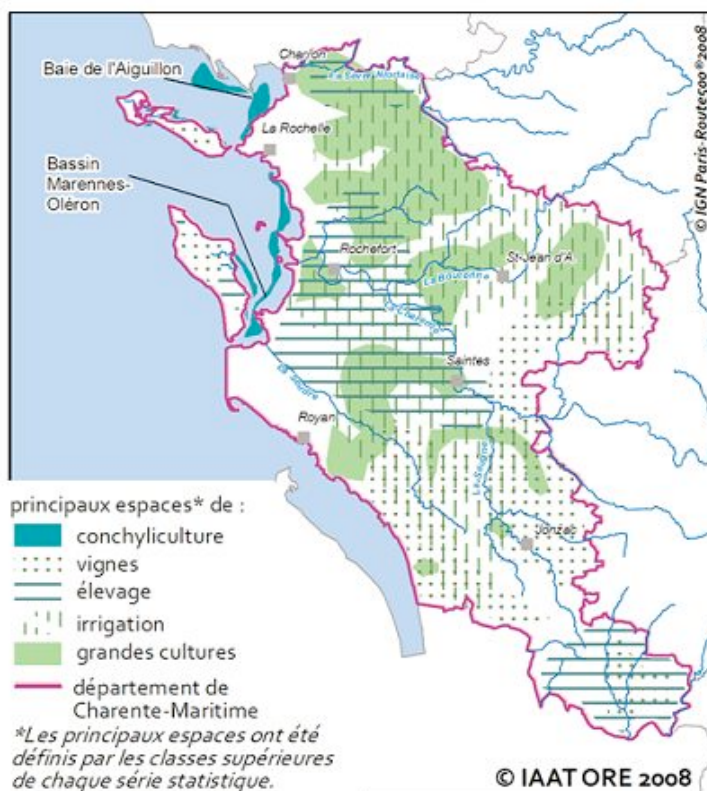 Baie de l'Aiguillon
Charron
La Sèvre Niortaise
La Rochelle
Bassin
Marennes-
Oléron
Rochefort
St-Jean d'A.
La Boutonne
La Charente
Saintes
La Seudre
Royan
La Seugne
Jonzac
principaux espaces* de :
conchyliculture
vignes
élevage
irrigation
grandes cultures
département de
Charente-Maritime
*Les principaux espaces ont été
définis par les classes supérieures
de chaque série statistique.
© IAAT ORE 2008
© IGN Paris-Route500 ®2008